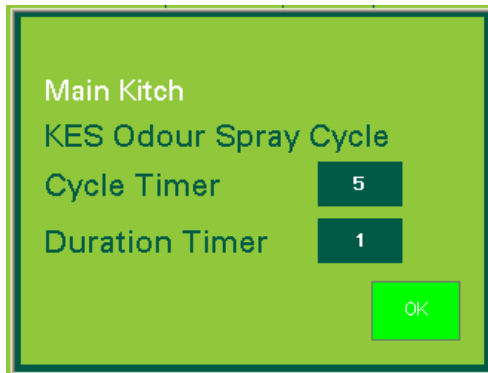 Main Kitch
KES Odour Spray Cycle
Cycle Timer 5
Duration Timer 1
OK